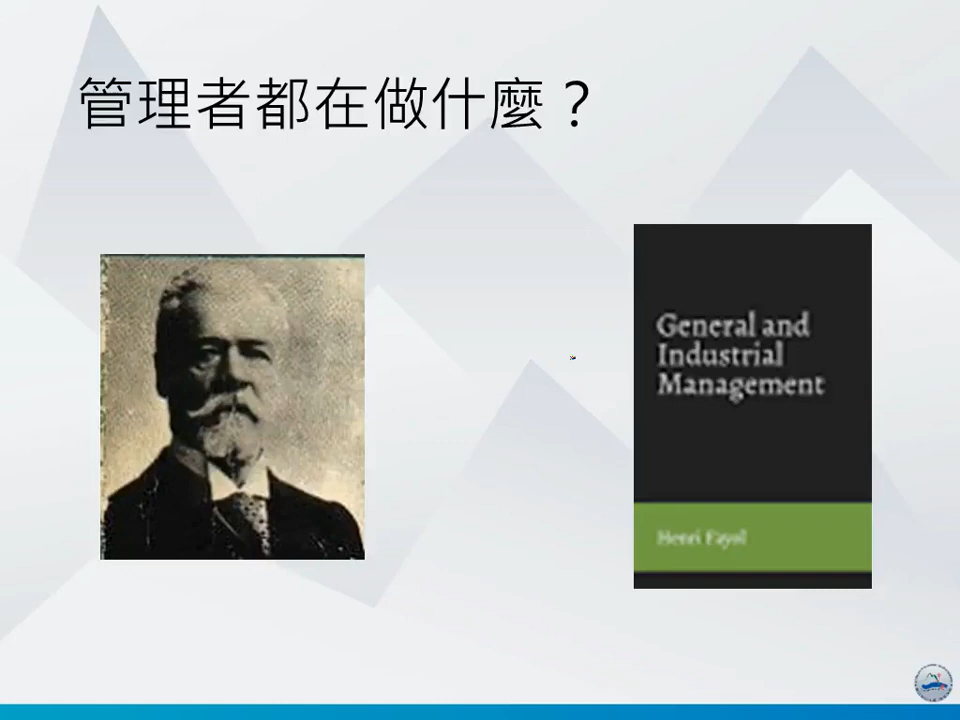 管理者都在做什麼？
General and
Industrial
Management
Henri Fayol